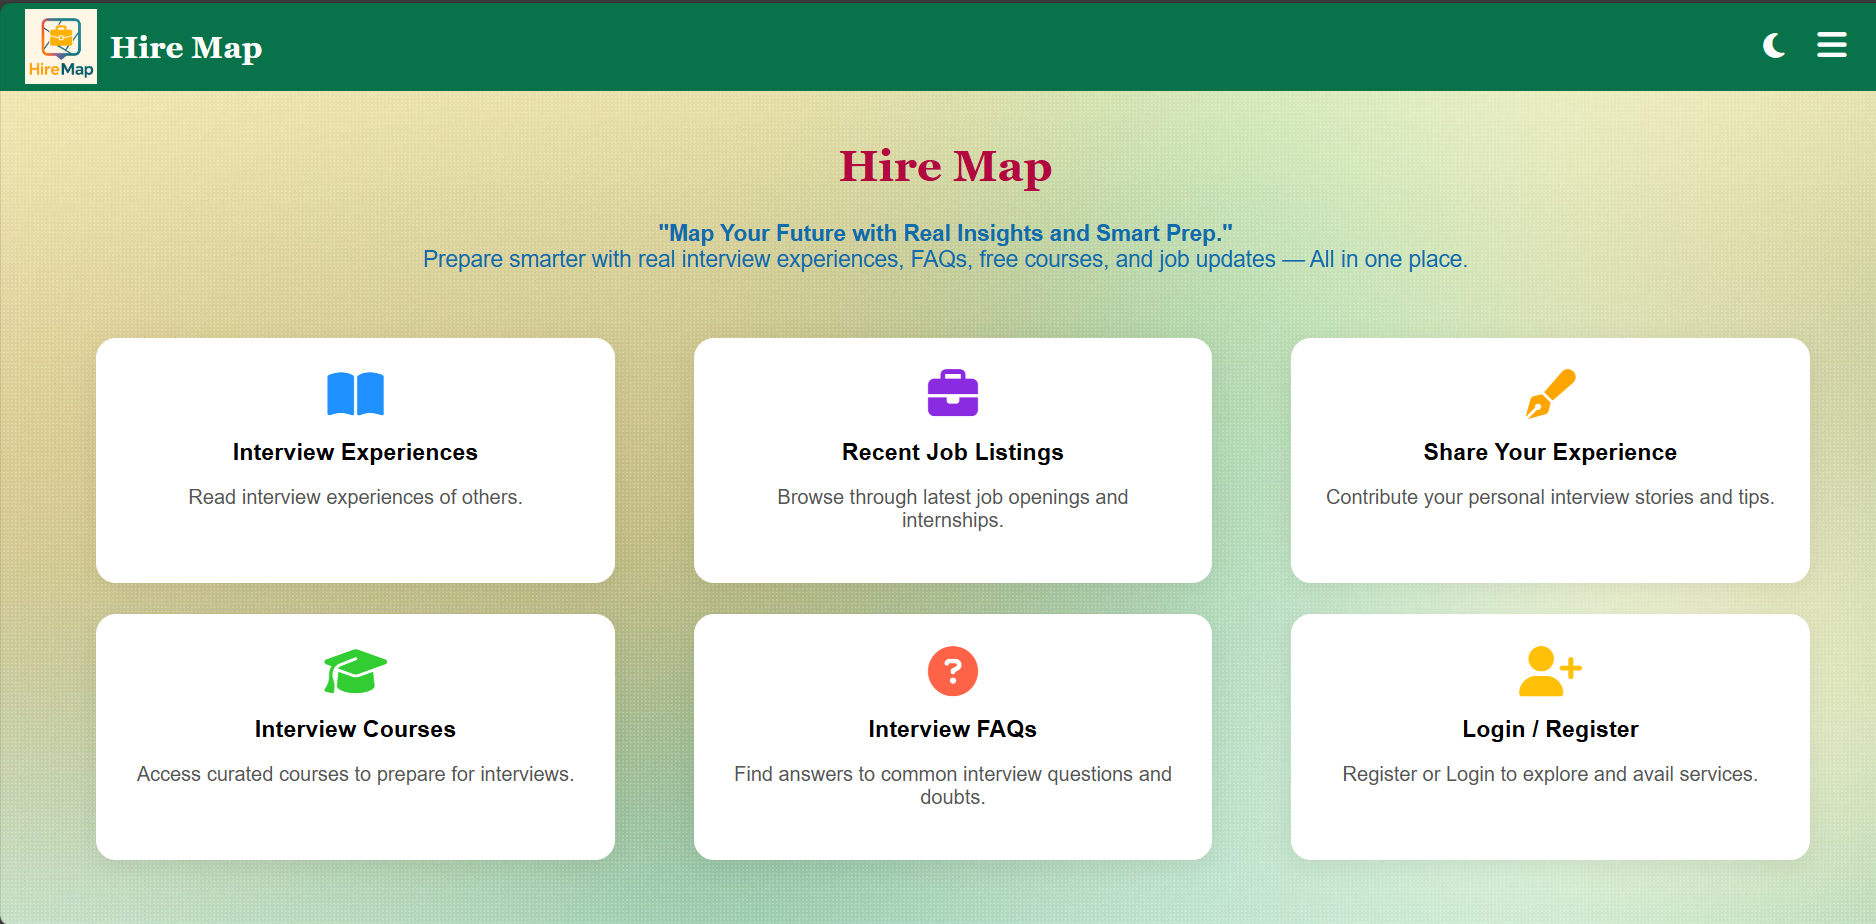 HireMap
Hire Map
Hire Map
"Map Your Future with Real Insights and Smart Prep."
Prepare smarter with real interview experiences, FAQs, free courses, and job updates — All in one place.
Interview Experiences
Read interview experiences of others.
Recent Job Listings
Browse through latest job openings and
internships.
Share Your Experience
Contribute your personal interview stories and tips.
Interview Courses
Access curated courses to prepare for interviews.
?
Interview FAQs
Find answers to common interview questions and
doubts.
Login / Register
Register or Login to explore and avail services.